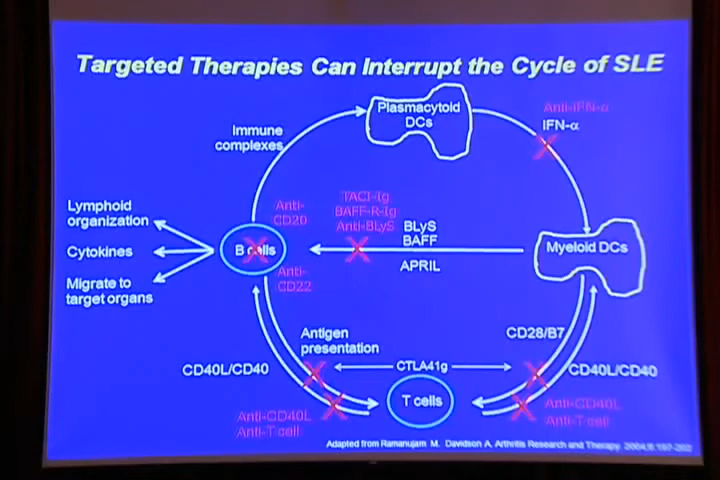 Targeted Therapies Can Interrupt the Cycle of SLE
Plasmacytoid
DCs
Anti-IFN-α
IFN-α
Immune
complexes
Lymphoid
organization
Cytokines
Migrate to
target organs
Anti-
CD20
B cells
Anti-
CD22
TACI-Ig
BAFF-R-Ig
Anti-BLyS
BLyS
BAFF
APRIL
Myeloid DCs
Antigen
presentation
CD28/B7
CD40L/CD40
CTLA41g
CD40L/CD40
T cells
Anti-CD40L
Anti-T cell
Anti-CD40L
Anti-T cell
Adapted from Ramanujam M. Davidson A. Arthritis Research and Therapy. 2004;6:197-202